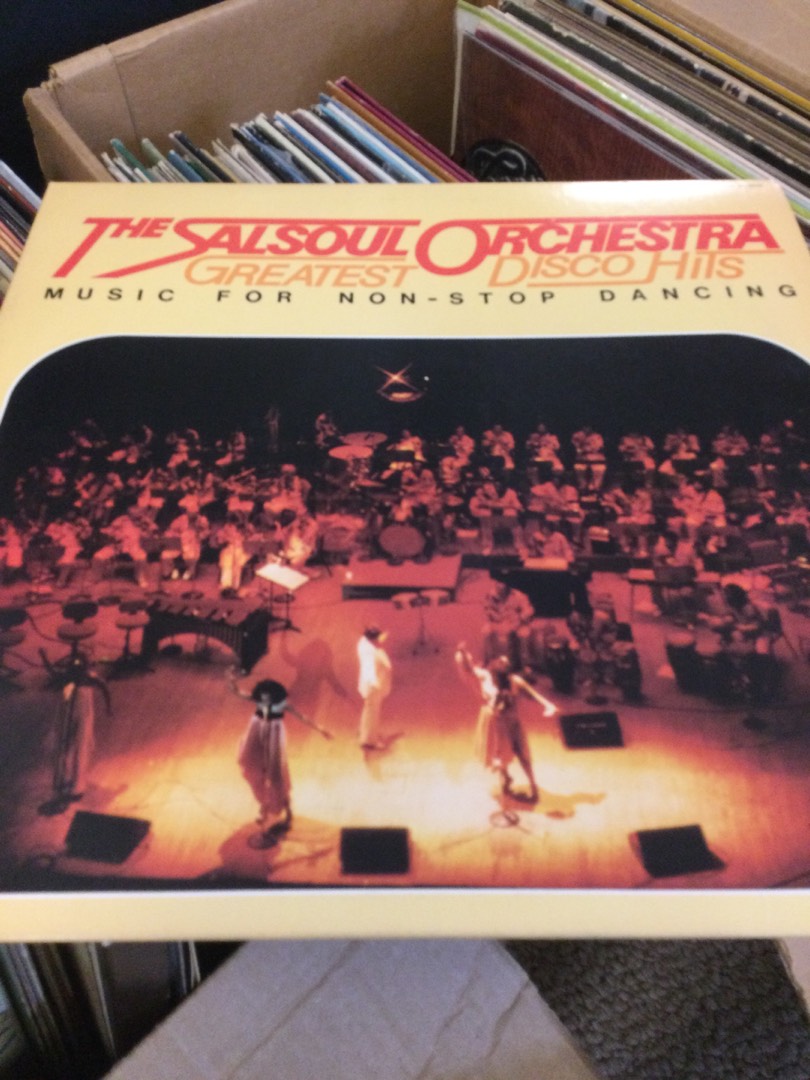 THE SALSOUL ORCHESTRA
GREATEST DISCO HITS
MUSIC FOR NON-STOP DANCING